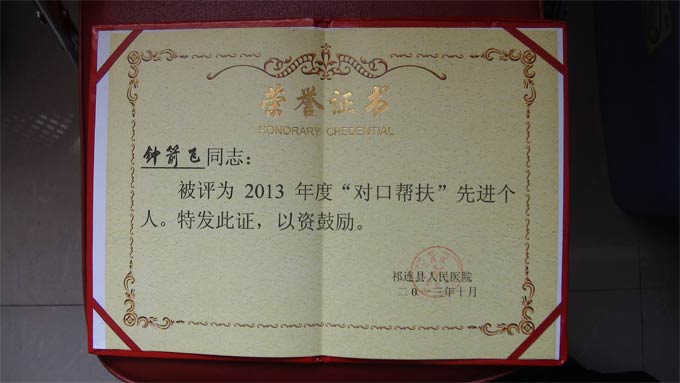 荣誉证书
HONORARY CREDENTIAL
钟箭飞同志：
被评为 2013 年度“对口帮扶”先进个
人。特发此证，以资鼓励。
祁连县人民医院
二0一三年十月